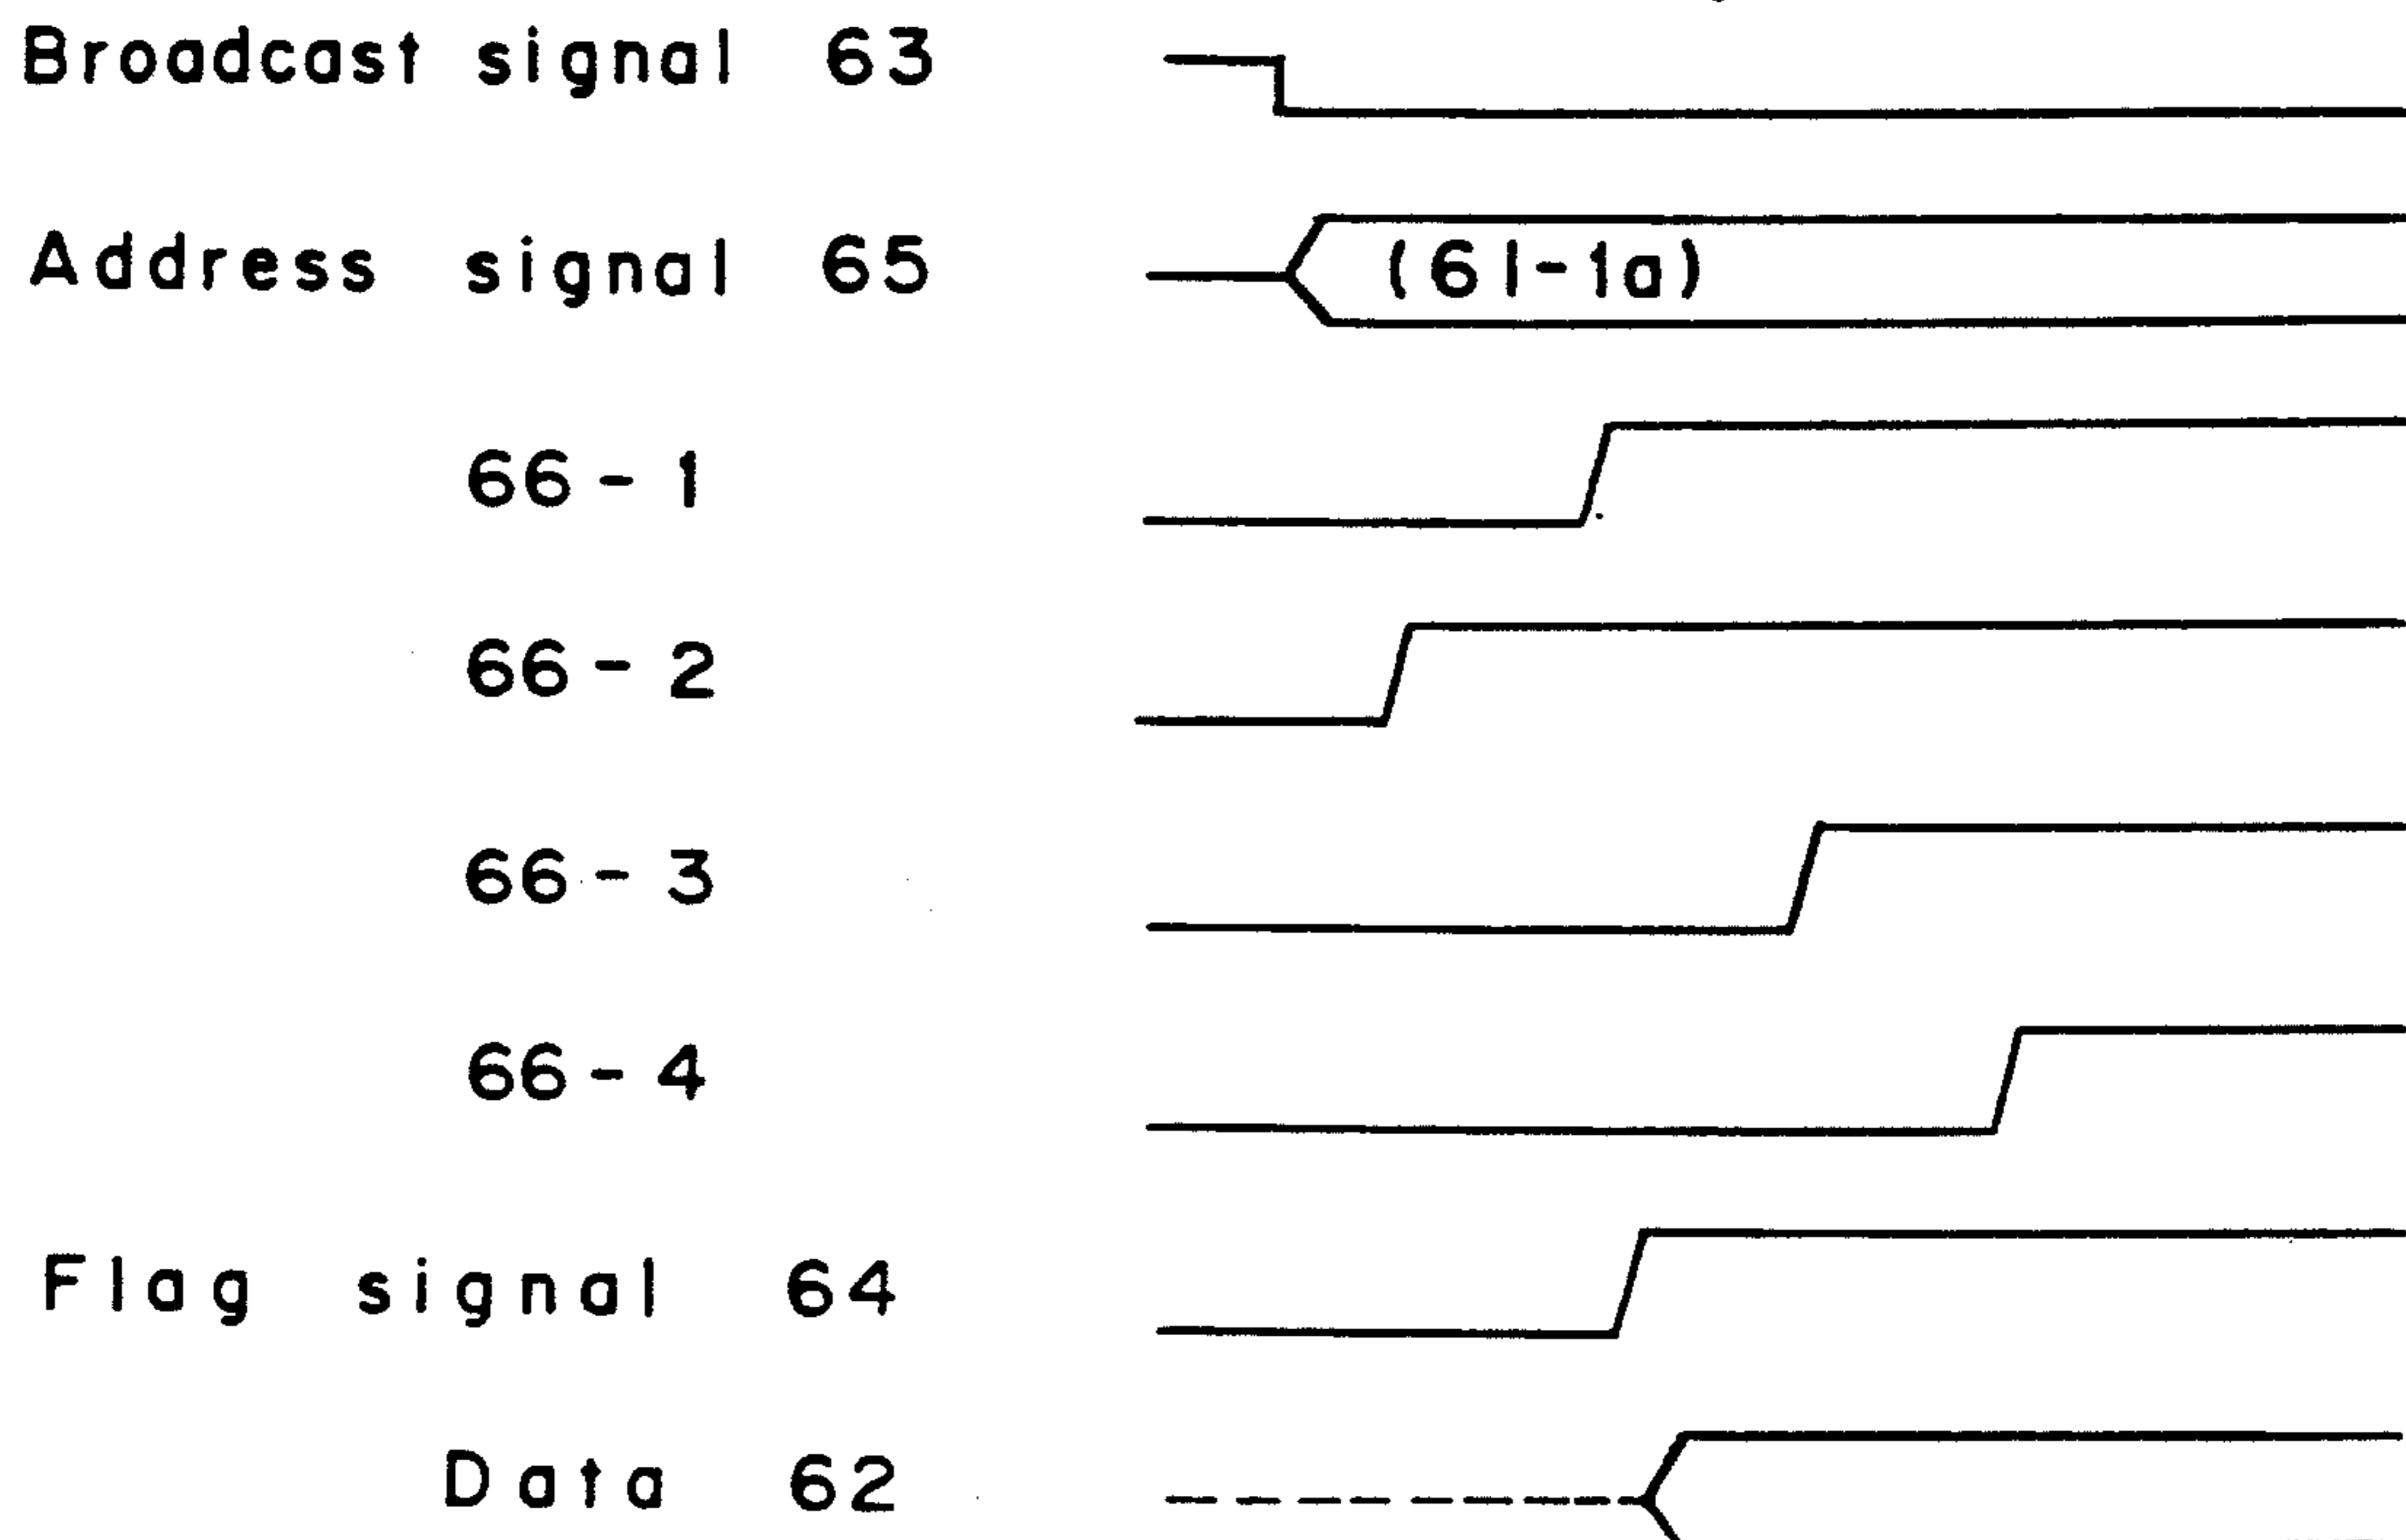 Broadcast signal 63
Address signal 65 (61-1a)
66-1
66-2
66-3
66-4
Flag signal 64
Data 62